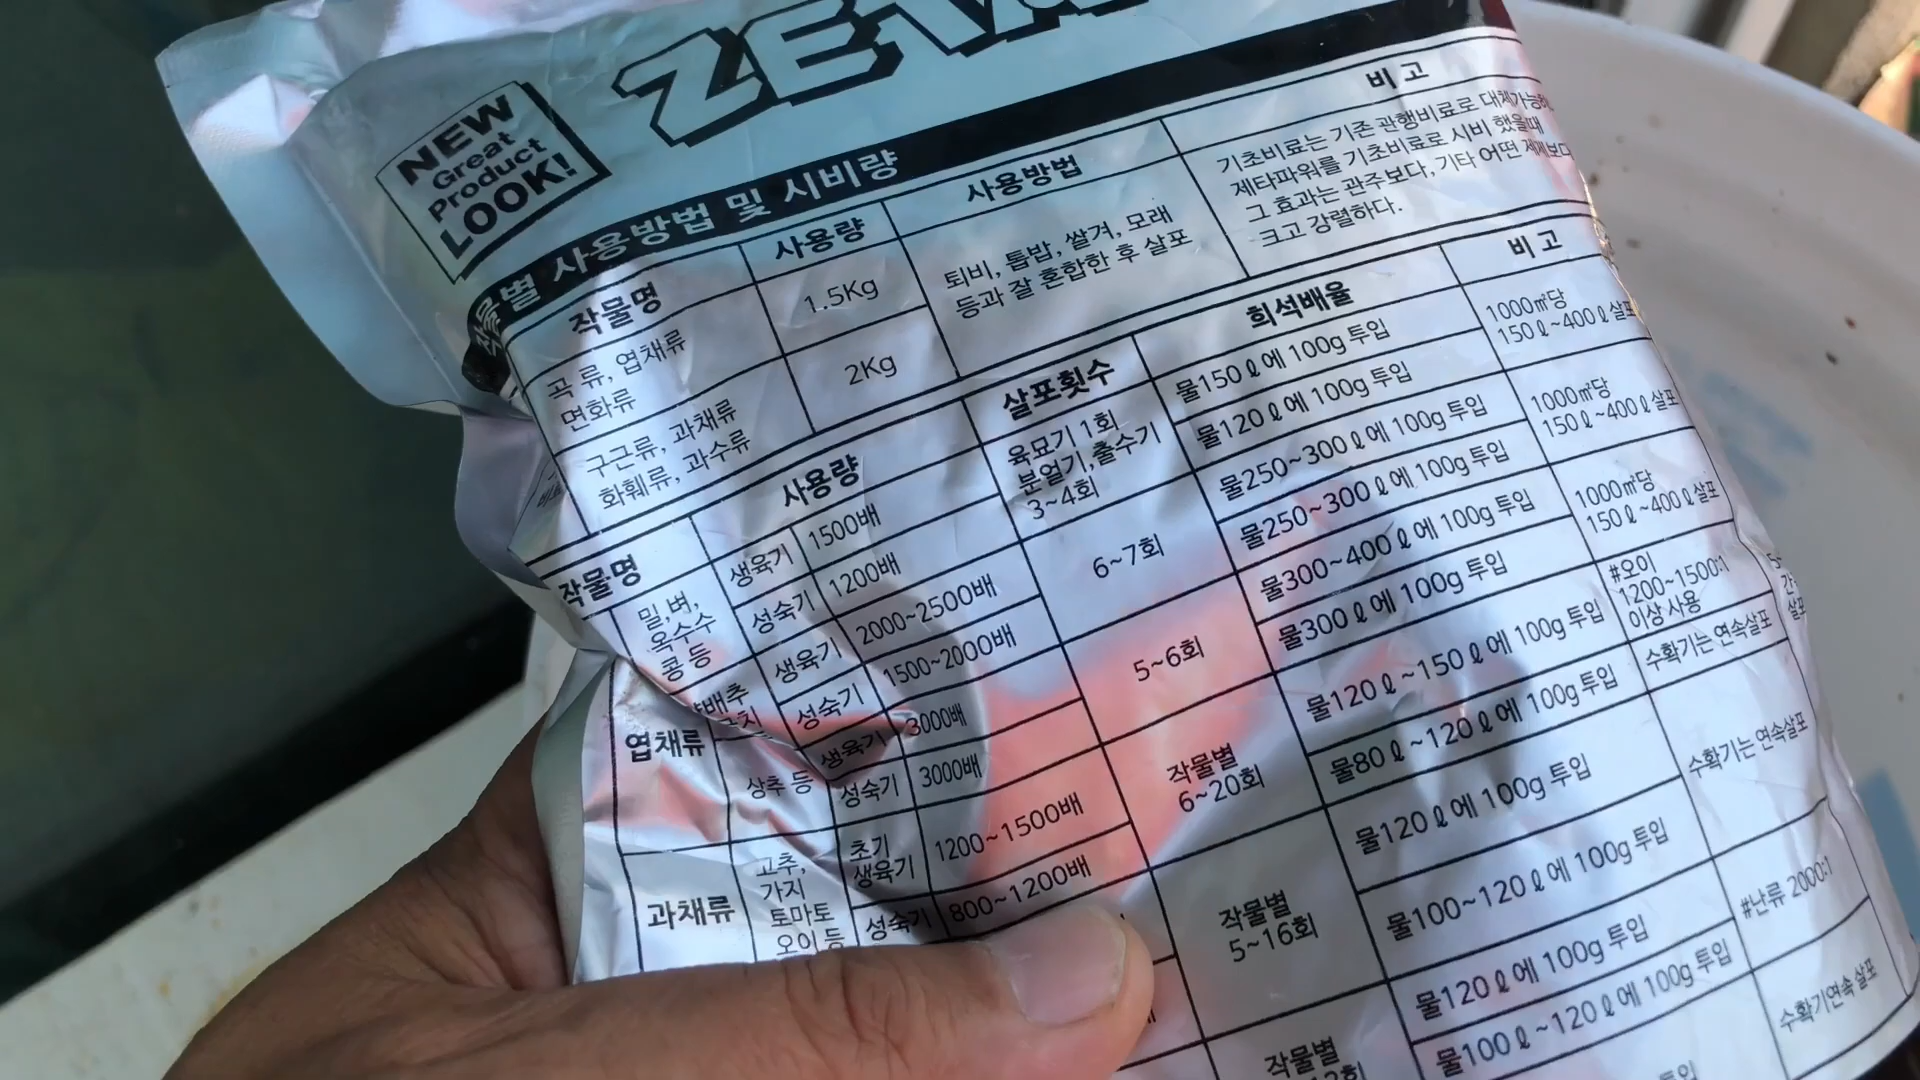 NEW
Great
Product
LOOK!
작물별 사용방법 및 시비량
작물명
사용량
사용방법
비고
곡 류, 엽채류
면화류
1.5Kg
퇴비, 톱밥, 쌀겨, 모래
등과 잘 혼합한 후 살포
기초비료는 기존 관행비료로 대체가능하
제타파워를 기초비료로 시비 했을때
그 효과는 관주보다, 기타 어떤 제제보다
크고 강렬하다.
구근류, 과채류
화훼류, 과수류
2Kg
작물명
사용량
살포횟수
희석배율
비고
밀, 벼,
옥수수
콩 등
생육기
1500배
육묘기 1회
분얼기,출수기
3~4회
물150ℓ에 100g 투입
1000㎡당
150ℓ~400ℓ살포
성숙기
1200배
물120ℓ에 100g 투입
엽채류
생육기
2000~2500배
6~7회
물250~300ℓ에 100g 투입
1000㎡당
150ℓ~400ℓ살포
성숙기
1500~2000배
물250~300ℓ에 100g 투입
상추 등
생육기
3000배
5~6회
물300~400ℓ에 100g 투입
1000㎡당
150ℓ~400ℓ살포
성숙기
3000배
물300ℓ에 100g 투입
과채류
고추,
가지
토마토
오이 등
초기
생육기
1200~1500배
작물별
6~20회
물120ℓ~150ℓ에 100g 투입
#오이
1200~1500:1
이상 사용
성숙기
800~1200배
물80ℓ~120ℓ에 100g 투입
수확기는 연속살포
작물별
5~16회
물120ℓ에 100g 투입
물100~120ℓ에 100g 투입
수확기는 연속살포
작물별
물120ℓ에 100g 투입
#난류 2000:1
물100ℓ~120ℓ에 100g 투입
수확기연속 살포